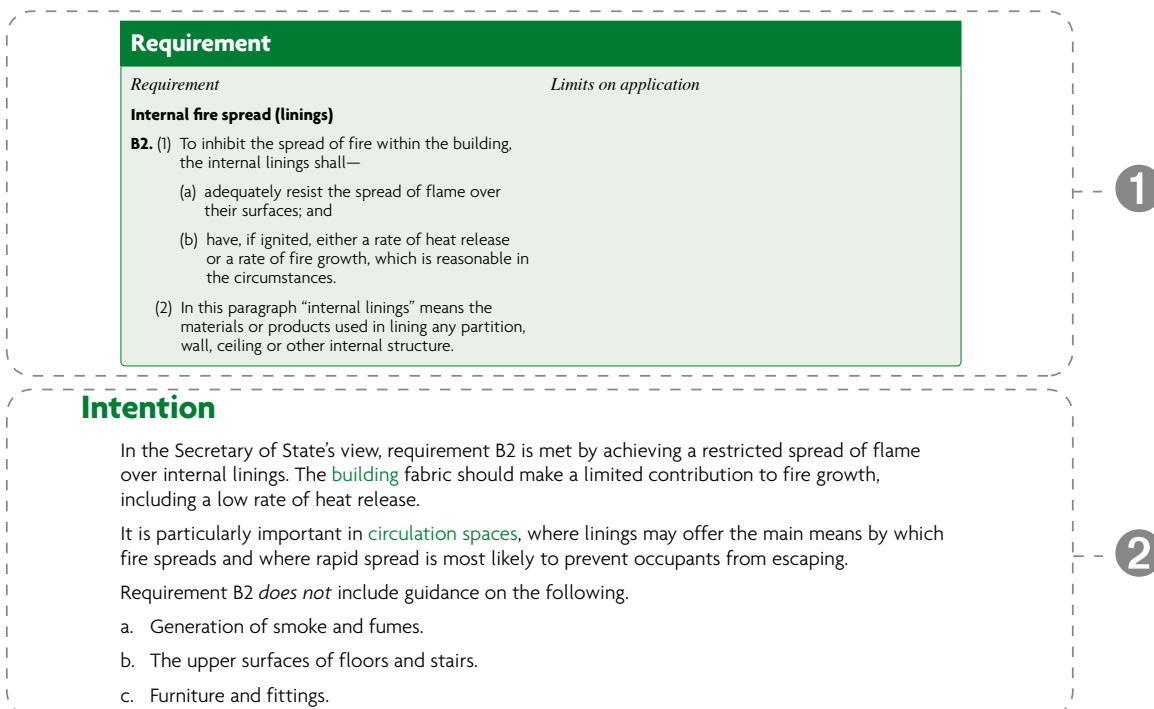 Requirement
Requirement
Limits on application
Internal fire spread (linings)
B2. (1) To inhibit the spread of fire within the building,
the internal linings shall—
(a) adequately resist the spread of flame over
their surfaces; and
(b) have, if ignited, either a rate of heat release
or a rate of fire growth, which is reasonable in
the circumstances.
(2) In this paragraph “internal linings” means the
materials or products used in lining any partition,
wall, ceiling or other internal structure.
1
Intention
In the Secretary of State’s view, requirement B2 is met by achieving a restricted spread of flame
over internal linings. The building fabric should make a limited contribution to fire growth,
including a low rate of heat release.
It is particularly important in circulation spaces, where linings may offer the main means by which
fire spreads and where rapid spread is most likely to prevent occupants from escaping.
Requirement B2 does not include guidance on the following.
a. Generation of smoke and fumes.
b. The upper surfaces of floors and stairs.
c. Furniture and fittings.
2